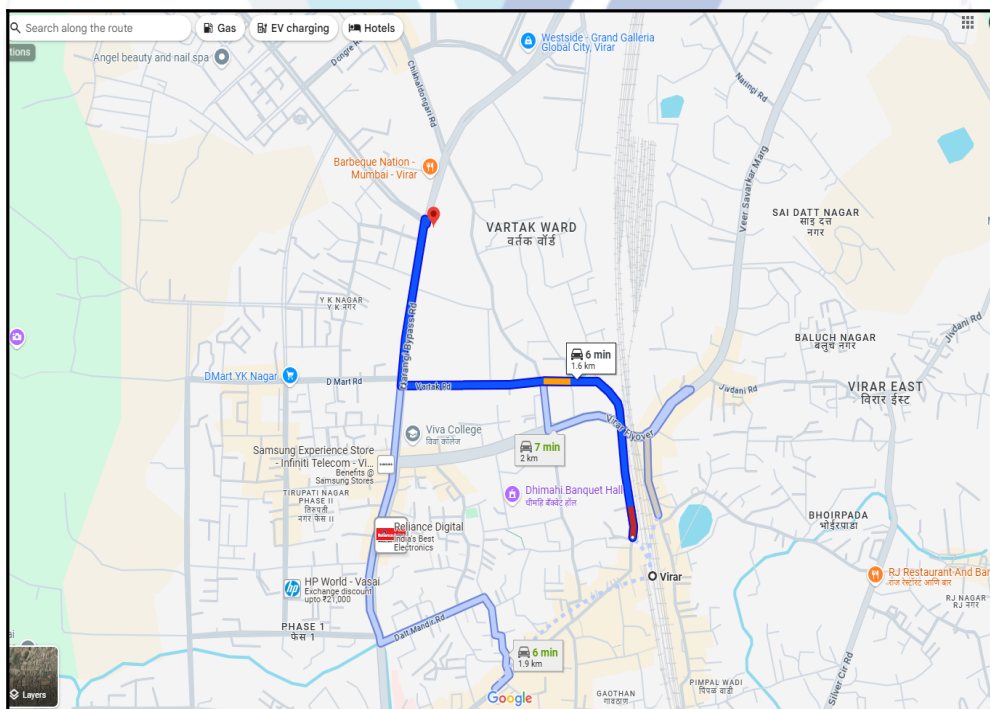 Search along the route
Gas
EV charging
Hotels
tions
Angel beauty and nail spa
Dongre Rd
Chikhaldongari Rd
Westside - Grand Galleria
Global City, Virar
Naringi Rd
Barbeque Nation -
Mumbai - Virar
Veer Savarkar Marg
VARTAK WARD
वर्तक वॉर्ड
SAI DATT NAGAR
साइ दत्त
नगर
Y K NAGAR
Y K नगर
Narangi Bypass Rd
6 min
1.6 km
BALUCH NAGAR
बलुच नगर
Jivdani Rd
DMart YK Nagar
D Mart Rd
Vartak Rd
Jivdani Rd
VIRAR EAST
विरार ईस्ट
Virar Flyover
Viva College
विवा कॉलेज
7 min
2 km
Samsung Experience Store
- Infiniti Telecom - Vi...
Benefits @
Samsung Stores
TIRUPATI NAGAR
PHASE II
तिरुपती
नगर फेस II
Dhimahi Banquet Hall
धीमहि बॅंक्वेट हॉल
BHOIRPADA
भोईरपाडा
Reliance Digital
India's Best
Electronics
Virar
RJ Restaurant And Bar
राज रेस्टोरंट आणि बार
HP World - Vasai
Exchange discount
upto ₹21,000
RJ NAGAR
RJ नगर
PHASE 1
फेस 1
Datt Mandir Rd
6 min
1.9 km
Layers
Google
GAOTHAN
गावठाण
PIMPAL WADI
पिंपळ वाडी
Silver Cir Rd